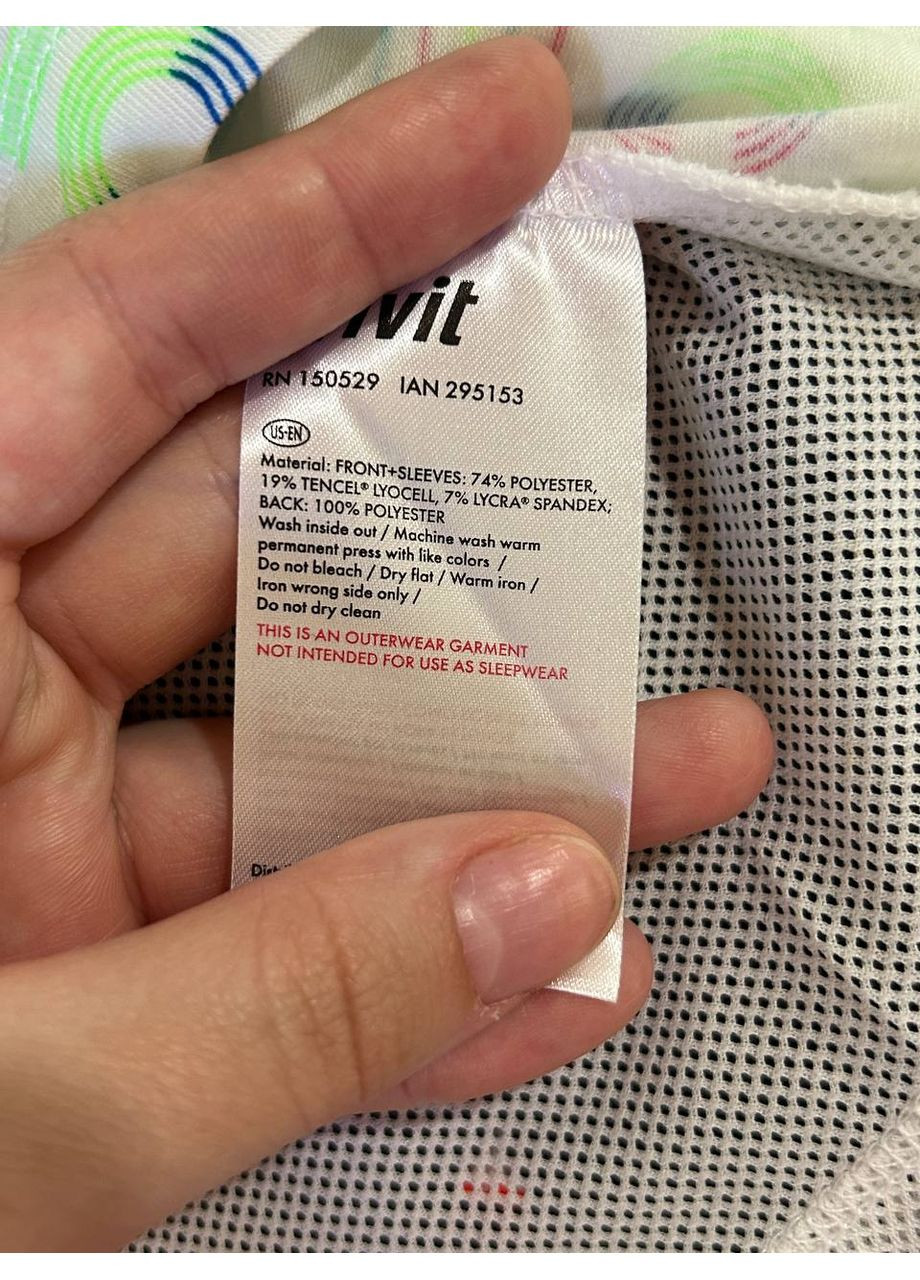 vit
RN 150529 IAN 295153
US-EN
Material: FRONT+SLEEVES: 74% POLYESTER,
19% TENCEL® LYOCELL, 7% LYCRA® SPANDEX;
BACK: 100% POLYESTER
Wash inside out / Machine wash warm
permanent press with like colors /
Do not bleach / Dry flat / Warm iron /
Iron wrong side only /
Do not dry clean
THIS IS AN OUTERWEAR GARMENT
NOT INTENDED FOR USE AS SLEEPWEAR